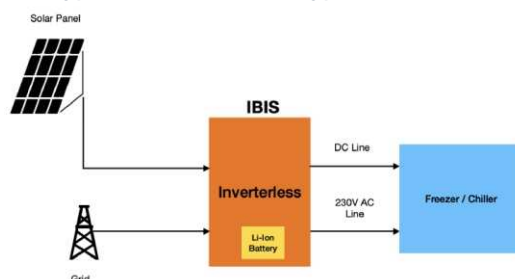 Solar Panel
IBIS
DC Line
Inverterless
230V AC
Line
Freezer / Chiller
Li-Ion
Battery
Grid